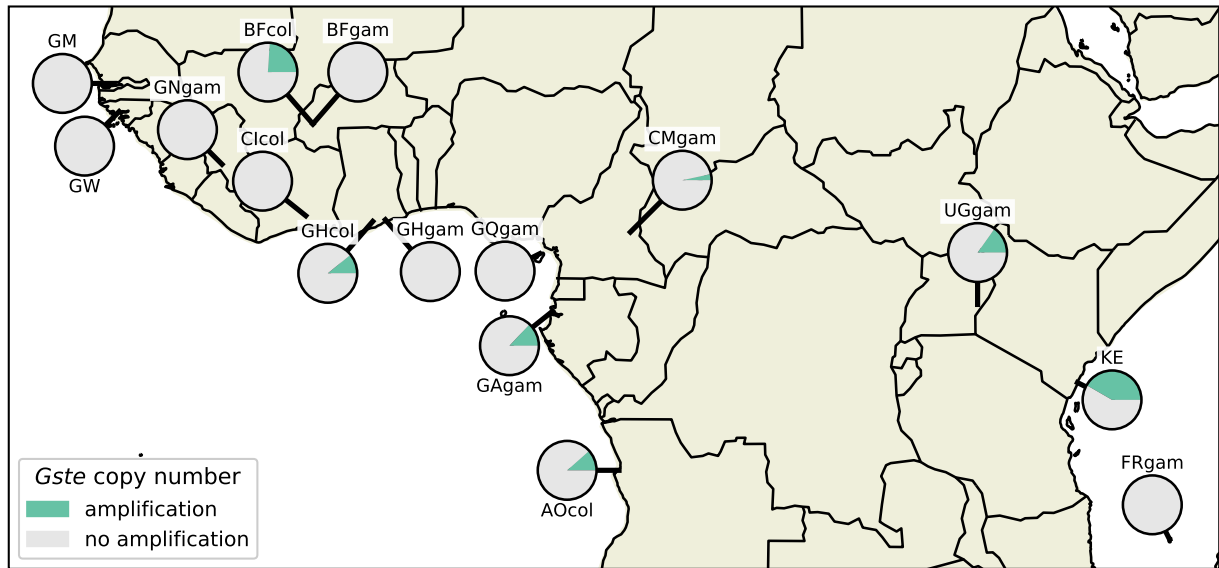 BFcol
BFgam
GM
GNgam
CIcol
CMgam
GW
UGgam
GHcol
GHgam
GQgam
KE
GAgam
FRgam
Gste copy number
amplification
AOcol
no amplification